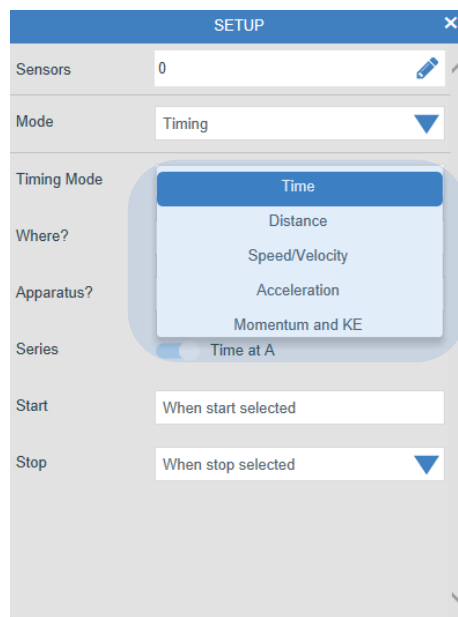 SETUP
Sensors 0
Mode Timing
Timing Mode Time
Distance
Where?
Speed/Velocity
Apparatus? Acceleration
Momentum and KE
Series Time at A
Start When start selected
Stop When stop selected